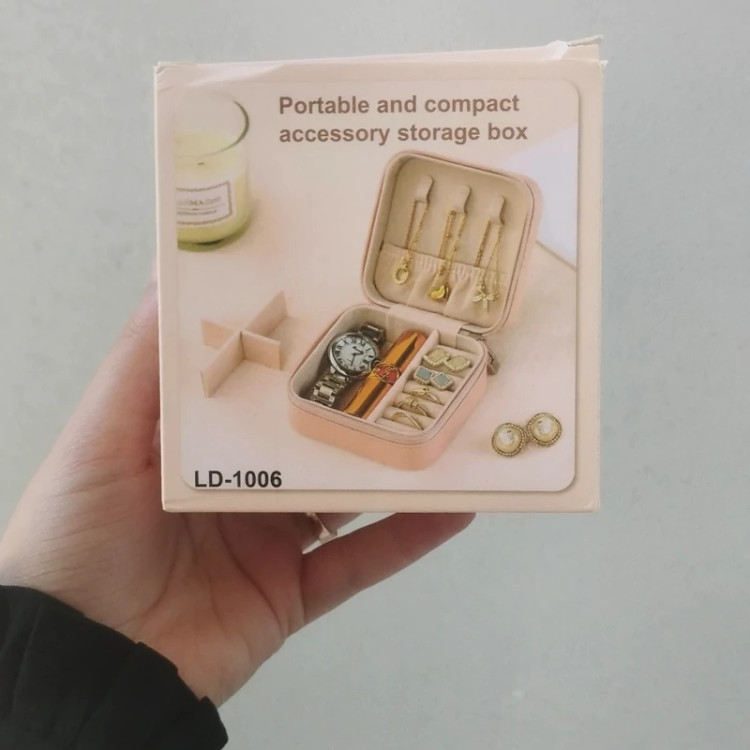 Portable and compact
accessory storage box
LD-1006